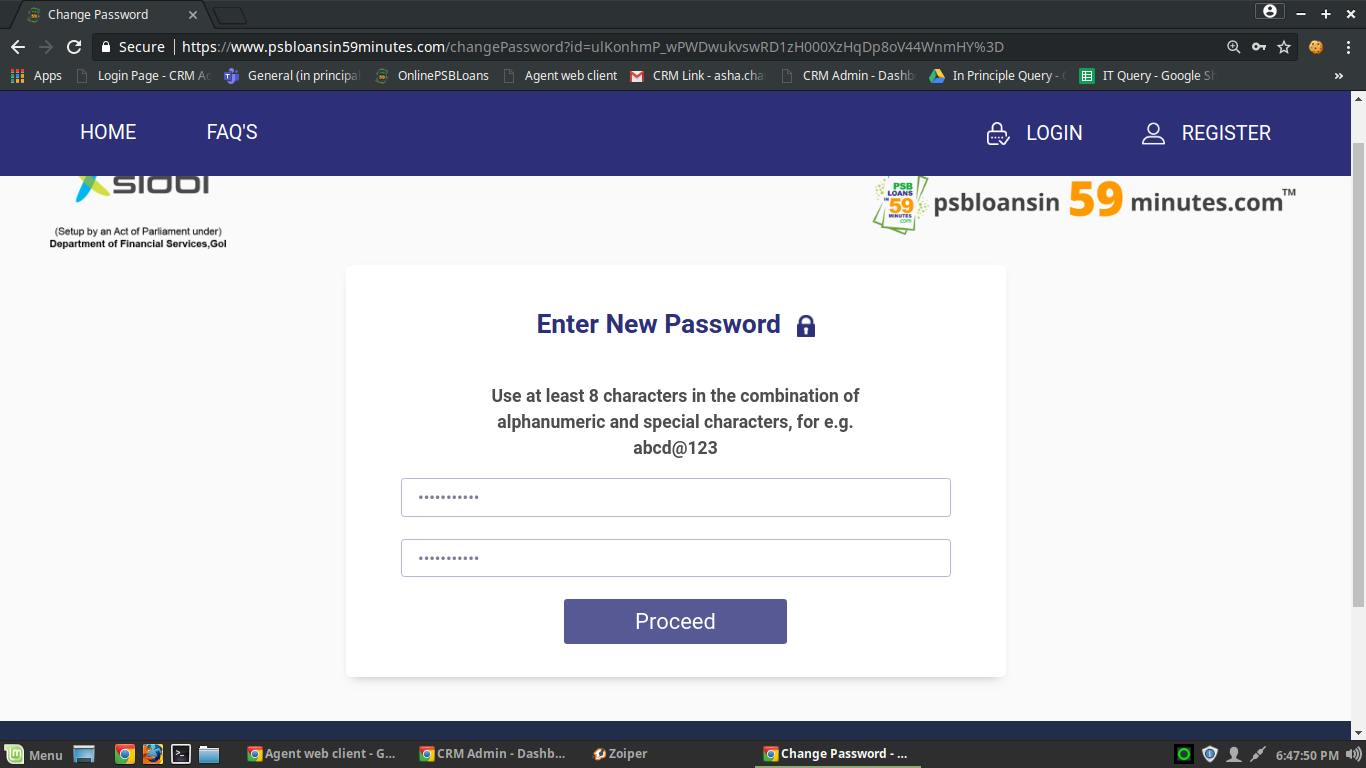 Change Password
Secure
https://www.psbloansin59minutes.com/changePassword?id=ulKonhmP_wPWDwukvswRD1zH000XzHqDp8oV44WnmHY%3D
Apps
Login Page - CRM Ac
General (in principal
OnlinePSBLoans
Agent web client
CRM Link - asha.cha
CRM Admin - Dashb
In Principle Query -
IT Query - Google Sh
»
HOME
FAQ'S
LOGIN
REGISTER
sidbi
(Setup by an Act of Parliament under)
Department of Financial Services,GoI
PSB
LOANS
IN
59
MINUTES
.com
psbloansin 59 minutes.com™
Enter New Password
Use at least 8 characters in the combination of
alphanumeric and special characters, for e.g.
abcd@123
Proceed
Menu
Agent web client - G...
CRM Admin - Dashb...
Zoiper
Change Password - ...
6:47:50 PM